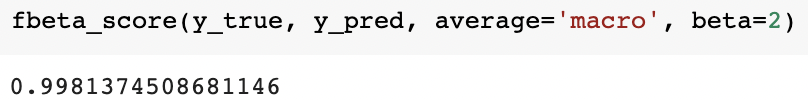 fbeta_score(y_true, y_pred, average='macro', beta=2)
0.9981374508681146